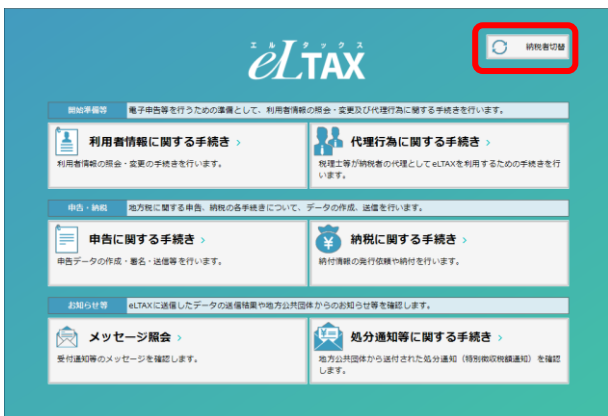 エルタックス
eLTAX
納税者切替
開始準備等
電子申告等を行うための準備として、利用者情報の照会・変更及び代理行為に関する手続きを行います。
利用者情報に関する手続き
利用者情報の照会・変更の手続きを行います。
代理行為に関する手続き
税理士等が納税者の代理としてeLTAXを利用するための手続きを行
います。
申告・納税
地方税に関する申告、納税の各手続きについて、データの作成、送信を行います。
申告に関する手続き
申告データの作成・署名・送信等を行います。
納税に関する手続き
納付情報の発行依頼や納付を行います。
お知らせ等
eLTAXに送信したデータの送信結果や地方公共団体からのお知らせ等を確認します。
メッセージ照会
受付通知等のメッセージを確認します。
処分通知等に関する手続き
地方公共団体から送付された処分通知（特別徴収税額通知）を確認
します。